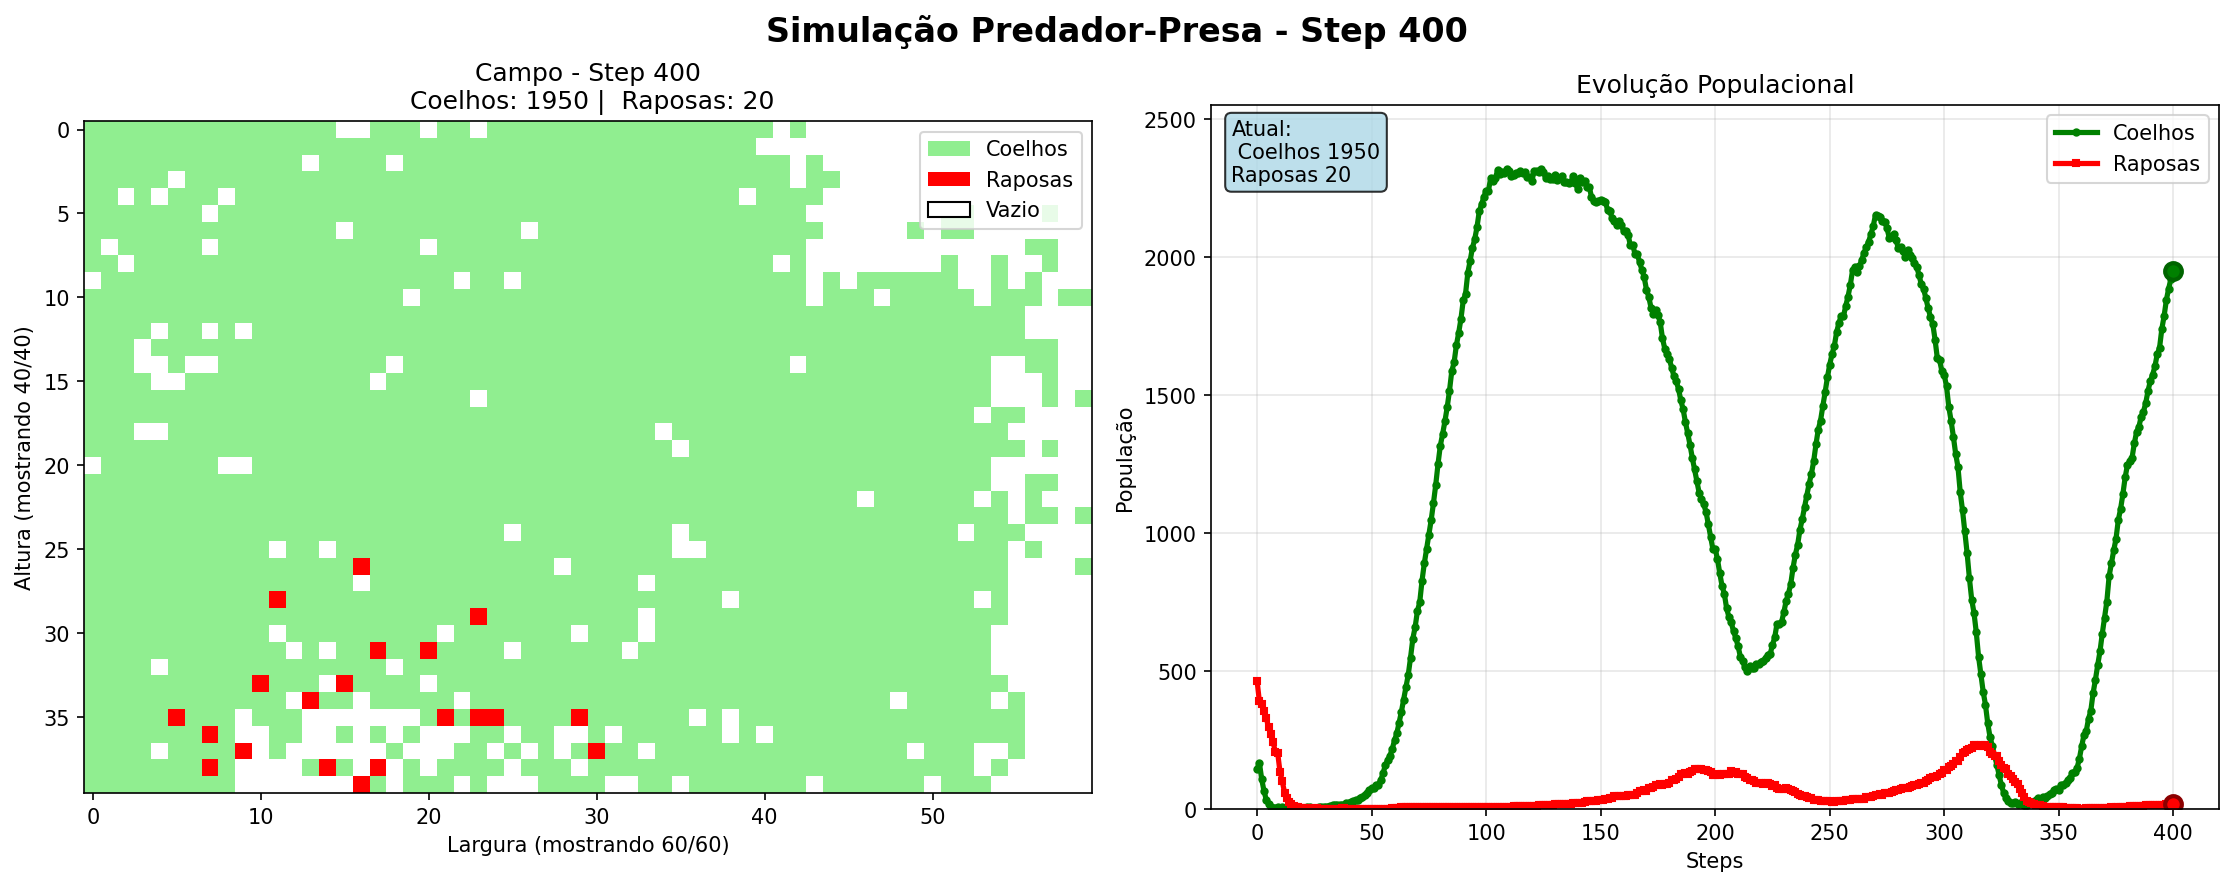 Simulação Predador-Presa - Step 400
Campo - Step 400
Coelhos: 1950 |  Raposas: 20
Coelhos
Raposas
Vazio
0
5
10
15
20
25
30
35
Altura (mostrando 40/40)
0
10
20
30
40
50
Largura (mostrando 60/60)
Evolução Populacional
Atual:
Coelhos 1950
Raposas 20
Coelhos
Raposas
2500
2000
1500
1000
500
0
População
0
50
100
150
200
250
300
350
400
Steps